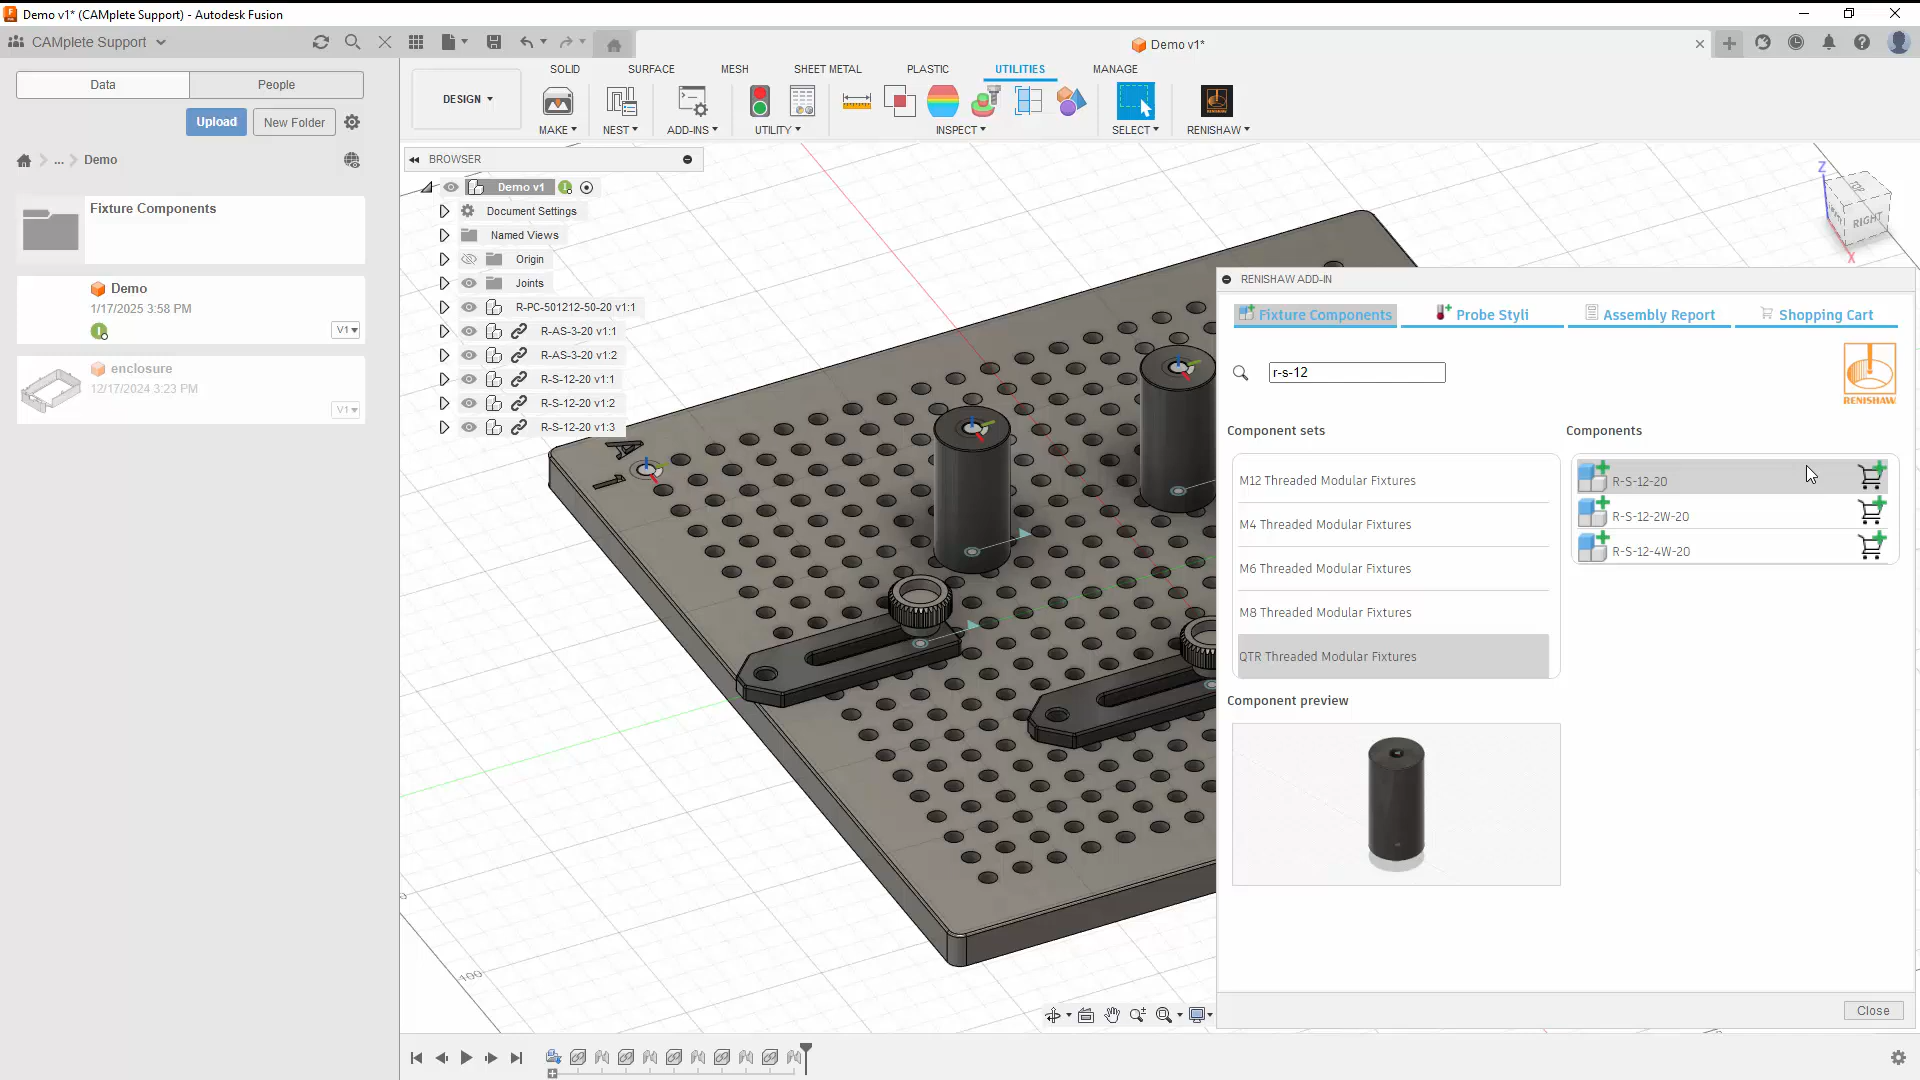 Demo v1* (CAMplete Support) - Autodesk Fusion
CAMplete Support
Demo v1*
Data
People
Upload
New Folder
... Demo
Fixture Components
Demo
1/17/2025 3:58 PM
V1
enclosure
12/17/2024 3:23 PM
V1
SOLID
SURFACE
MESH
SHEET METAL
PLASTIC
UTILITIES
MANAGE
DESIGN
MAKE
NEST
ADD-INS
UTILITY
INSPECT
SELECT
RENISHAW
BROWSER
Demo v1
Document Settings
Named Views
Origin
Joints
R-PC-501212-50-20 v1:1
R-AS-3-20 v1:1
R-AS-3-20 v1:2
R-S-12-20 v1:1
R-S-12-20 v1:2
R-S-12-20 v1:3
A
1
100
Z
TOP
RIGHT
X
RENISHAW ADD-IN
Fixture Components
Probe Styli
Assembly Report
Shopping Cart
r-s-12
RENISHAW
Component sets
M12 Threaded Modular Fixtures
M4 Threaded Modular Fixtures
M6 Threaded Modular Fixtures
M8 Threaded Modular Fixtures
QTR Threaded Modular Fixtures
Components
R-S-12-20
R-S-12-2W-20
R-S-12-4W-20
Component preview
Close